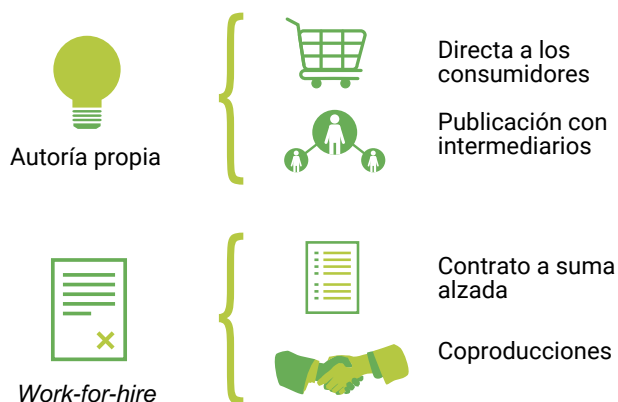 Autoría propia
Directa a los
consumidores
Publicación con
intermediarios
Work-for-hire
Contrato a suma
alzada
Coproducciones